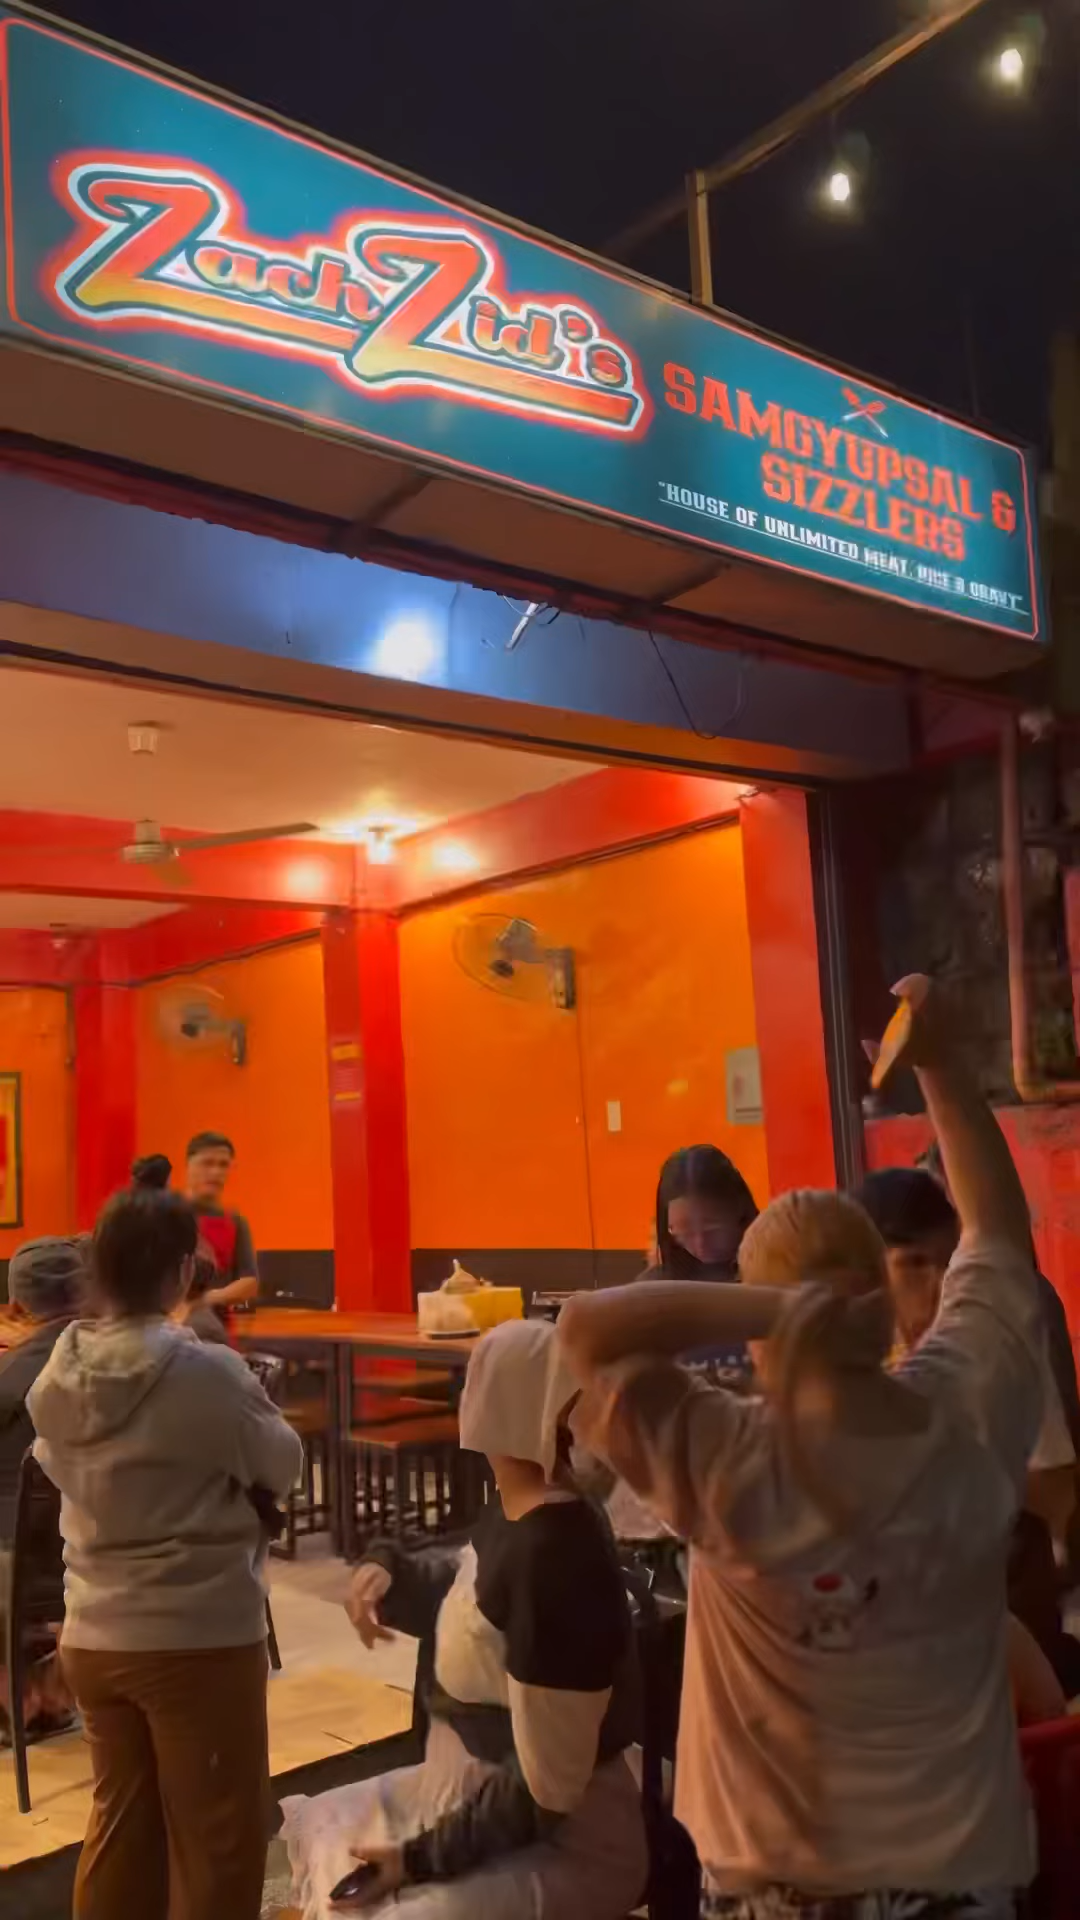 ZachZid's
SAMGYUPSAL &
SIZZLERS
"HOUSE OF UNLIMITED MEAT, RICE & GRAVY"